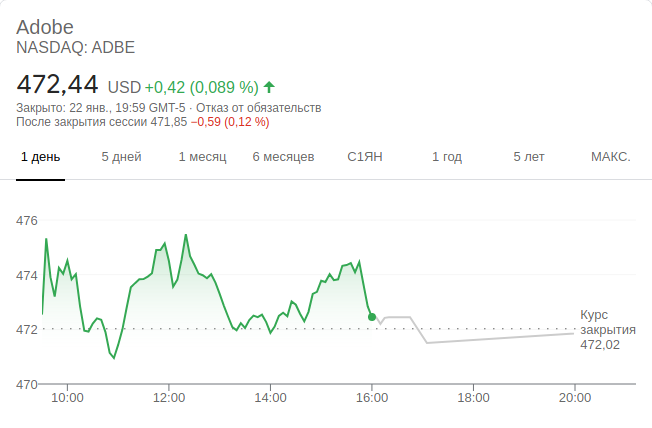 Adobe
NASDAQ: ADBE
472,44 USD +0,42 (0,089 %)
Закрыто: 22 янв., 19:59 GMT-5 · Отказ от обязательств
После закрытия сессии 471,85 −0,59 (0,12 %)
1 день 5 дней 1 месяц 6 месяцев С1ЯН 1 год 5 лет МАКС.
476
474
472
470
Курс
закрытия
472,02
10:00 12:00 14:00 16:00 18:00 20:00